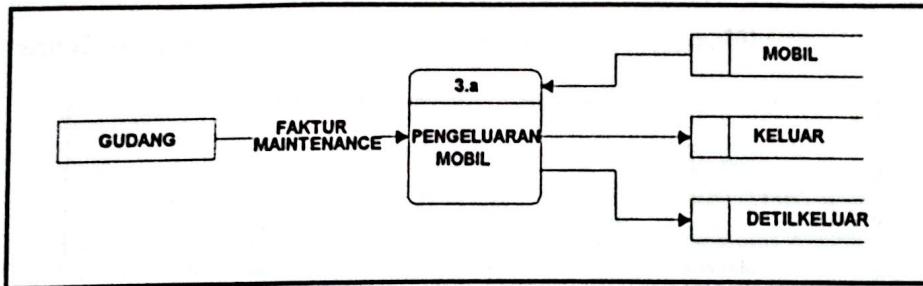 GUDANG
FAKTUR
MAINTENANCE
3.a
PENGELUARAN
MOBIL
MOBIL
KELUAR
DETILKELUAR